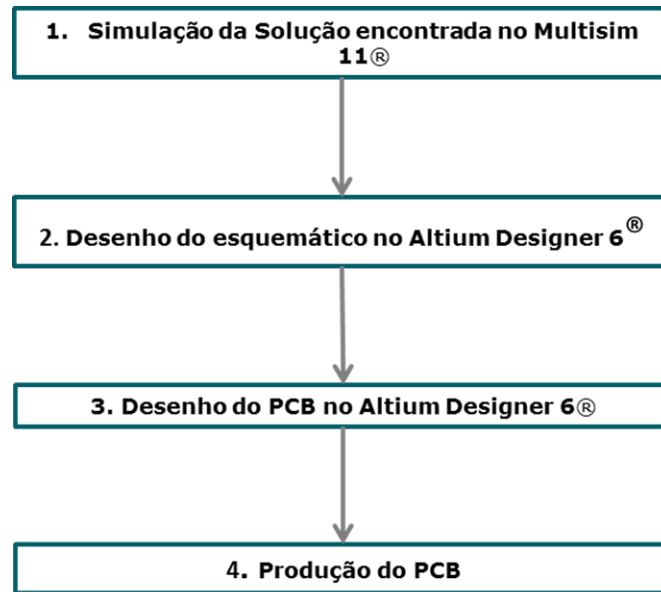 1. Simulação da Solução encontrada no Multisim
11®
2. Desenho do esquemático no Altium Designer 6®
3. Desenho do PCB no Altium Designer 6®
4. Produção do PCB